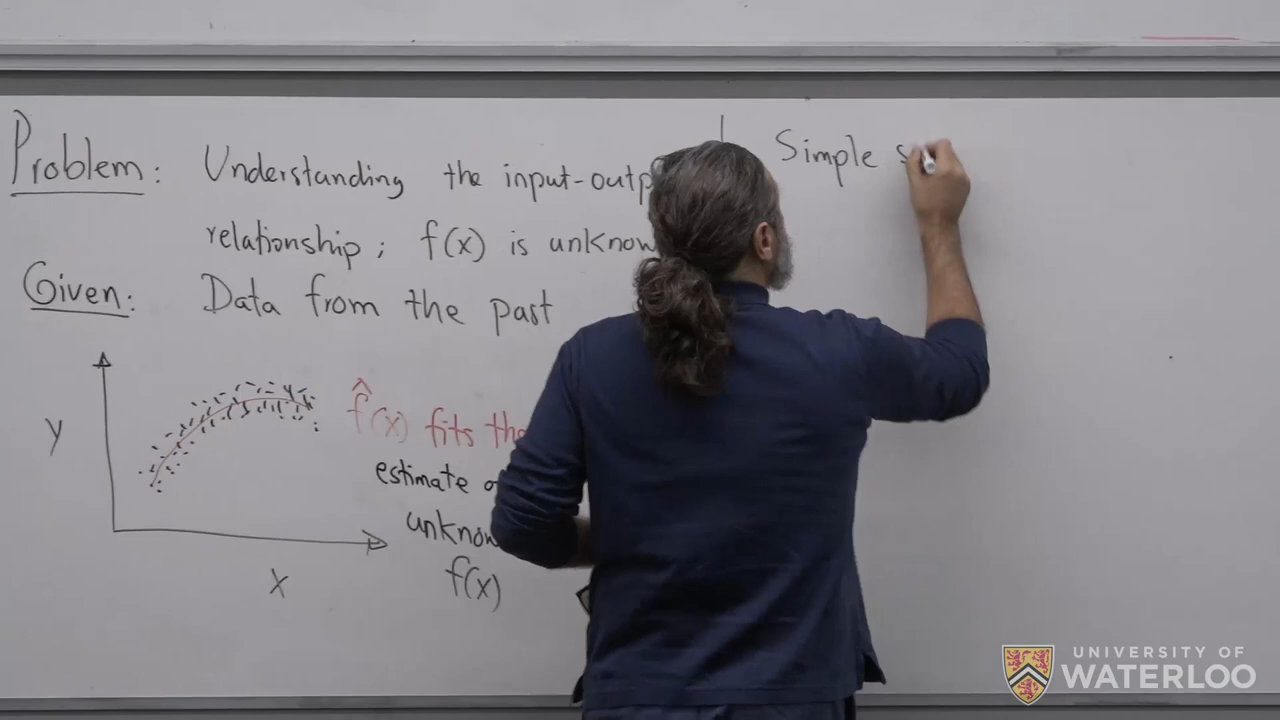 Problem: Understanding the input-outp
relationship; f(x) is unknow
Given: Data from the past
y
x
f̂(x) fits the
estimate
unknow
f(x)
Simple s
UNIVERSITY OF
WATERLOO